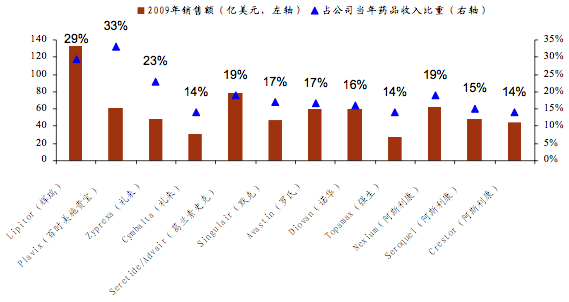 2009年销售额（亿美元，左轴） 占公司当年药品收入比重（右轴）
140
120
100
80
60
40
20
0
29%
33%
23%
14%
19%
17%
17%
16%
14%
19%
15%
14%
35%
30%
25%
20%
15%
10%
5%
0%
Lipitor（辉瑞）
Plavix（百时美施贵宝）
Zyprexa（礼来）
Cymbalta（礼来）
Seretide/Advair（葛兰素史克）
Singulair（默克）
Avastin（罗氏）
Diovan（诺华）
Topamax（强生）
Nexium（阿斯利康）
Seroquel（阿斯利康）
Crestor（阿斯利康）